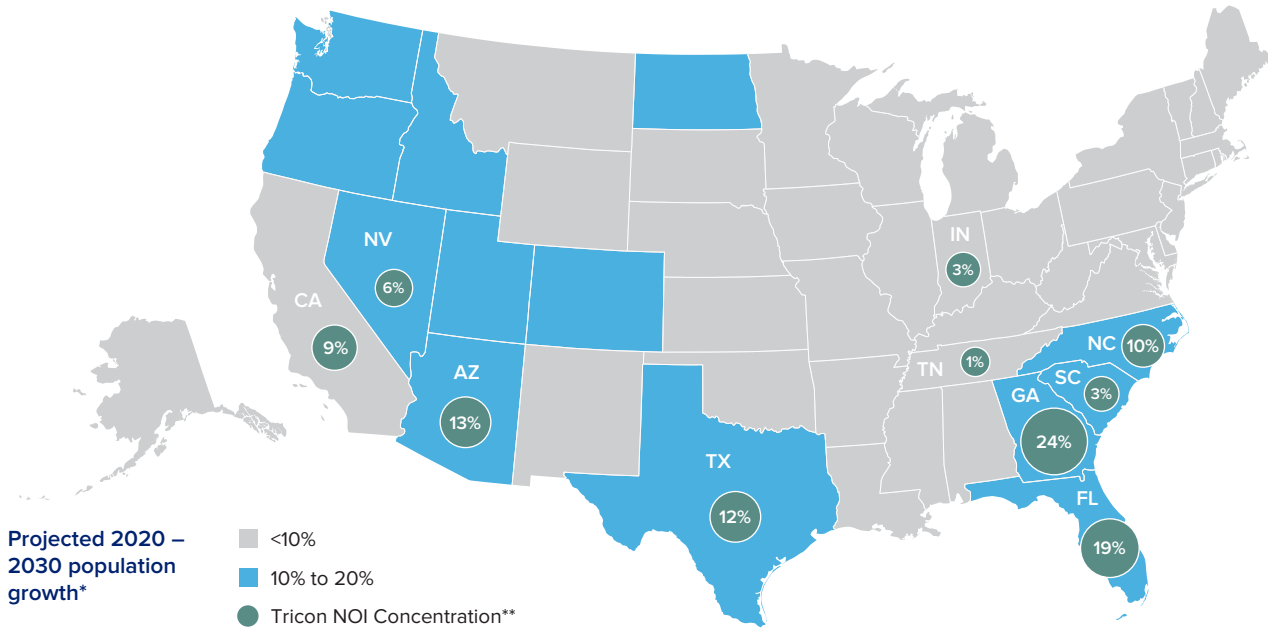 NV
6%
IN
3%
CA
9%
NC
10%
TN
1%
AZ
13%
SC
3%
GA
24%
TX
12%
FL
19%
Projected 2020 –
2030 population
growth*
<10%
10% to 20%
Tricon NOI Concentration**